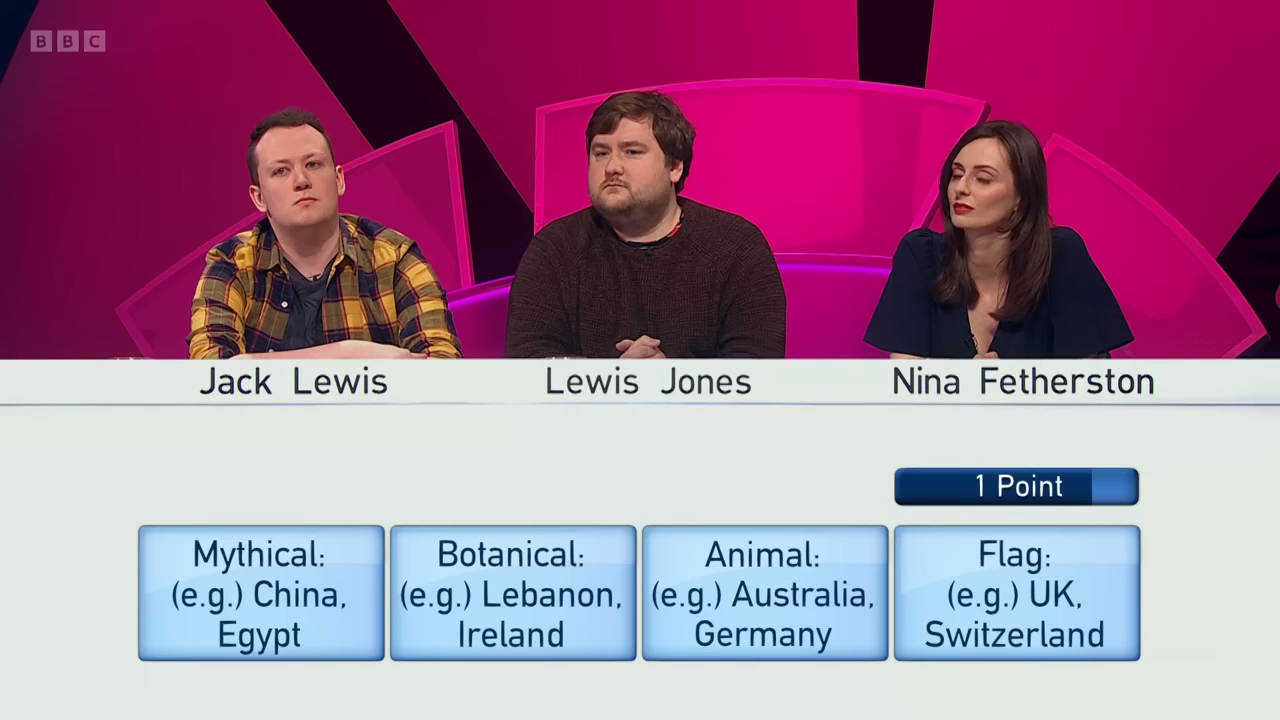 BBC
Jack Lewis
Lewis Jones
Nina Fetherston
1 Point
Mythical:
(e.g.) China,
Egypt
Botanical:
(e.g.) Lebanon,
Ireland
Animal:
(e.g.) Australia,
Germany
Flag:
(e.g.) UK,
Switzerland